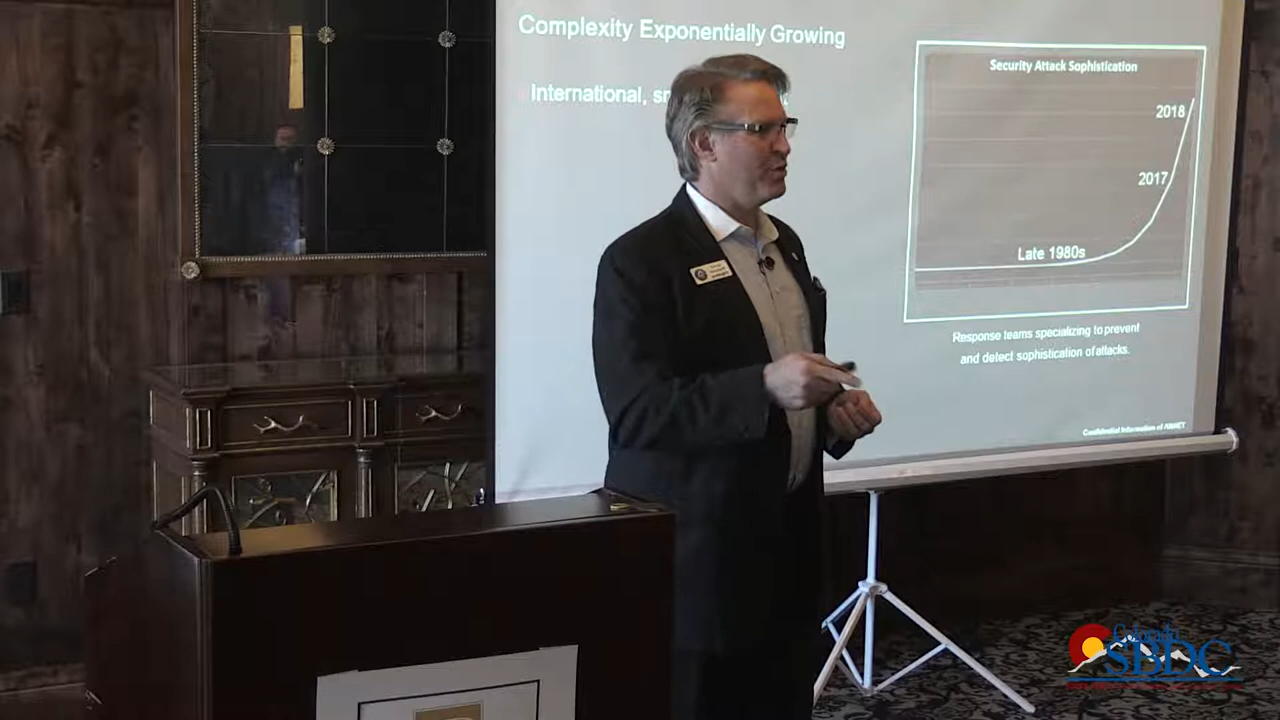 Complexity Exponentially Growing
International,
Security Attack Sophistication
2018
2017
Late 1980s
Response teams specializing to prevent
and detect sophistication of attacks.
Confidential Information of
Colorado
SBDC